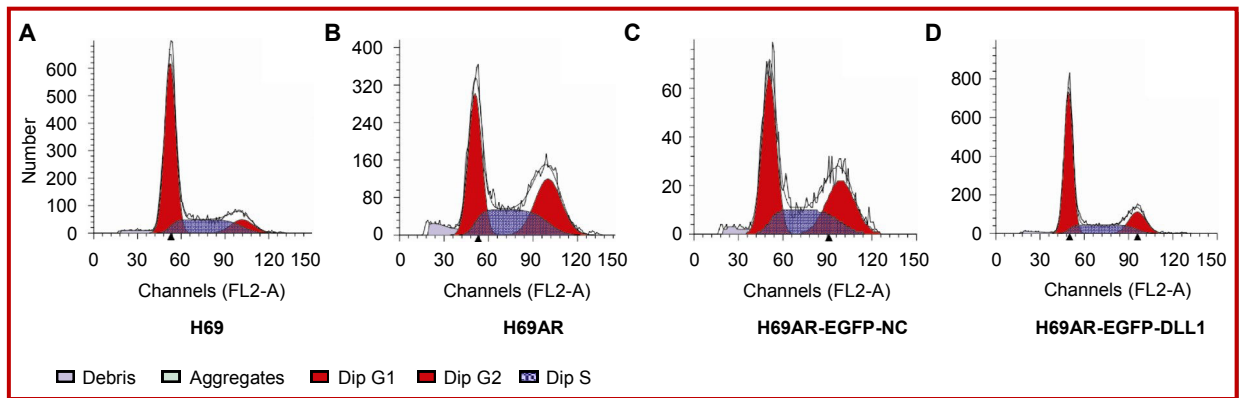 A
B
C
D
Number
600
500
400
300
200
100
0
0 30 60 90 120 150
Channels (FL2-A)
H69
400
320
240
160
80
0
0 30 60 90 120 150
Channels (FL2-A)
H69AR
60
40
20
0
0 30 60 90 120 150
Channels (FL2-A)
H69AR-EGFP-NC
800
600
400
200
0
0 30 60 90 120 150
Channels (FL2-A)
H69AR-EGFP-DLL1
Debris Aggregates Dip G1 Dip G2 Dip S